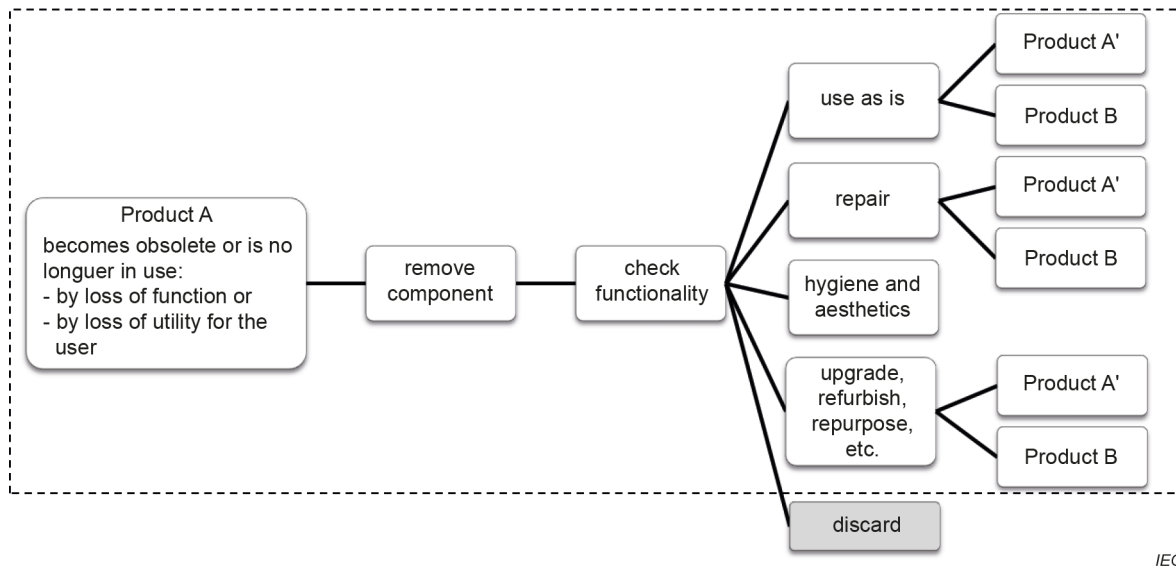 Product A
becomes obsolete or is no
longuer in use:
- by loss of function or
- by loss of utility for the
user
remove
component
check
functionality
use as is
Product A'
Product B
repair
Product A'
Product B
hygiene and
aesthetics
upgrade,
refurbish,
repurpose,
etc.
Product A'
Product B
discard
IEC